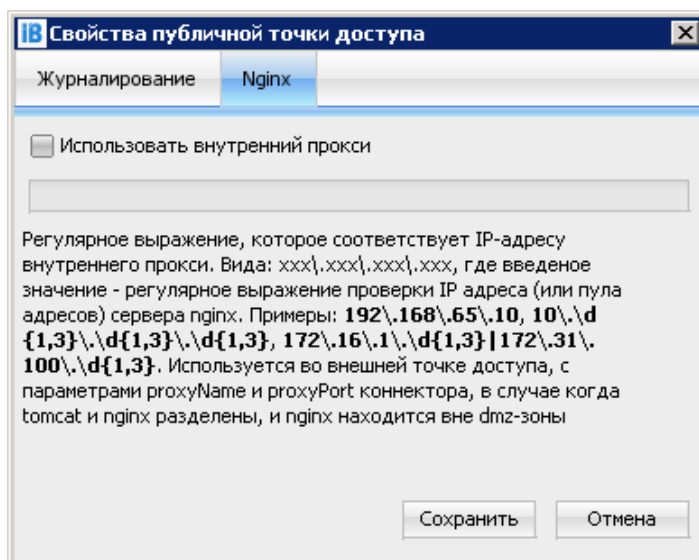 iB Свойства публичной точки доступа
Журналирование Nginx
Использовать внутренний прокси
Регулярное выражение, которое соответствует IP-адресу
внутреннего прокси. Вида: xxx\.xxx\.xxx\.xxx, где введеное
значение - регулярное выражение проверки IP адреса (или пула
адресов) сервера nginx. Примеры: 192\.168\.65\.10, 10\.\d
{1,3}\.\d{1,3}\.\d{1,3}, 172\.16\.1\.\d{1,3}|172\.31\.
100\.\d{1,3}. Используется во внешней точке доступа, с
параметрами proxyName и proxyPort коннектора, в случае когда
tomcat и nginx разделены, и nginx находится вне dmz-зоны
Сохранить Отмена